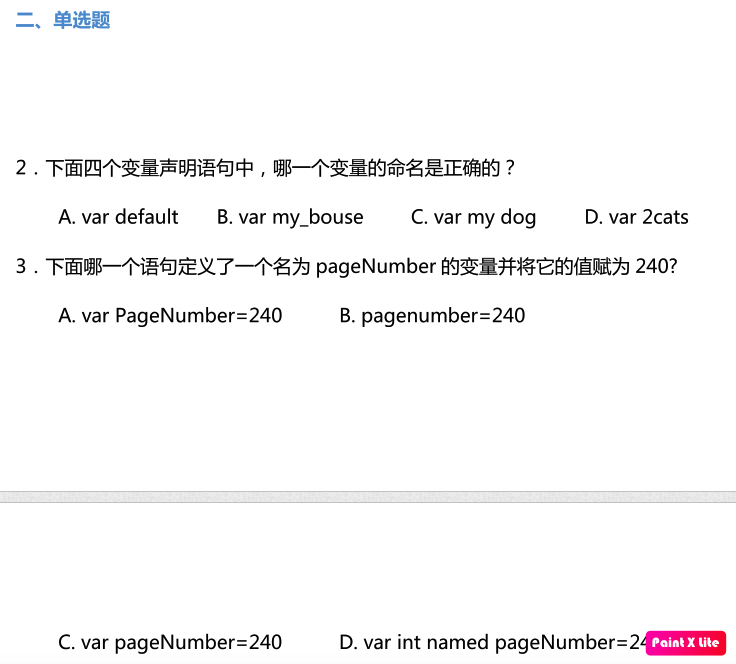 二、单选题
2．下面四个变量声明语句中，哪一个变量的命名是正确的？
A. var default B. var my_bouse C. var my dog D. var 2cats
3．下面哪一个语句定义了一个名为 pageNumber 的变量并将它的值赋为 240?
A. var PageNumber=240 B. pagenumber=240
C. var pageNumber=240 D. var int named pageNumber=24
Paint X Lite